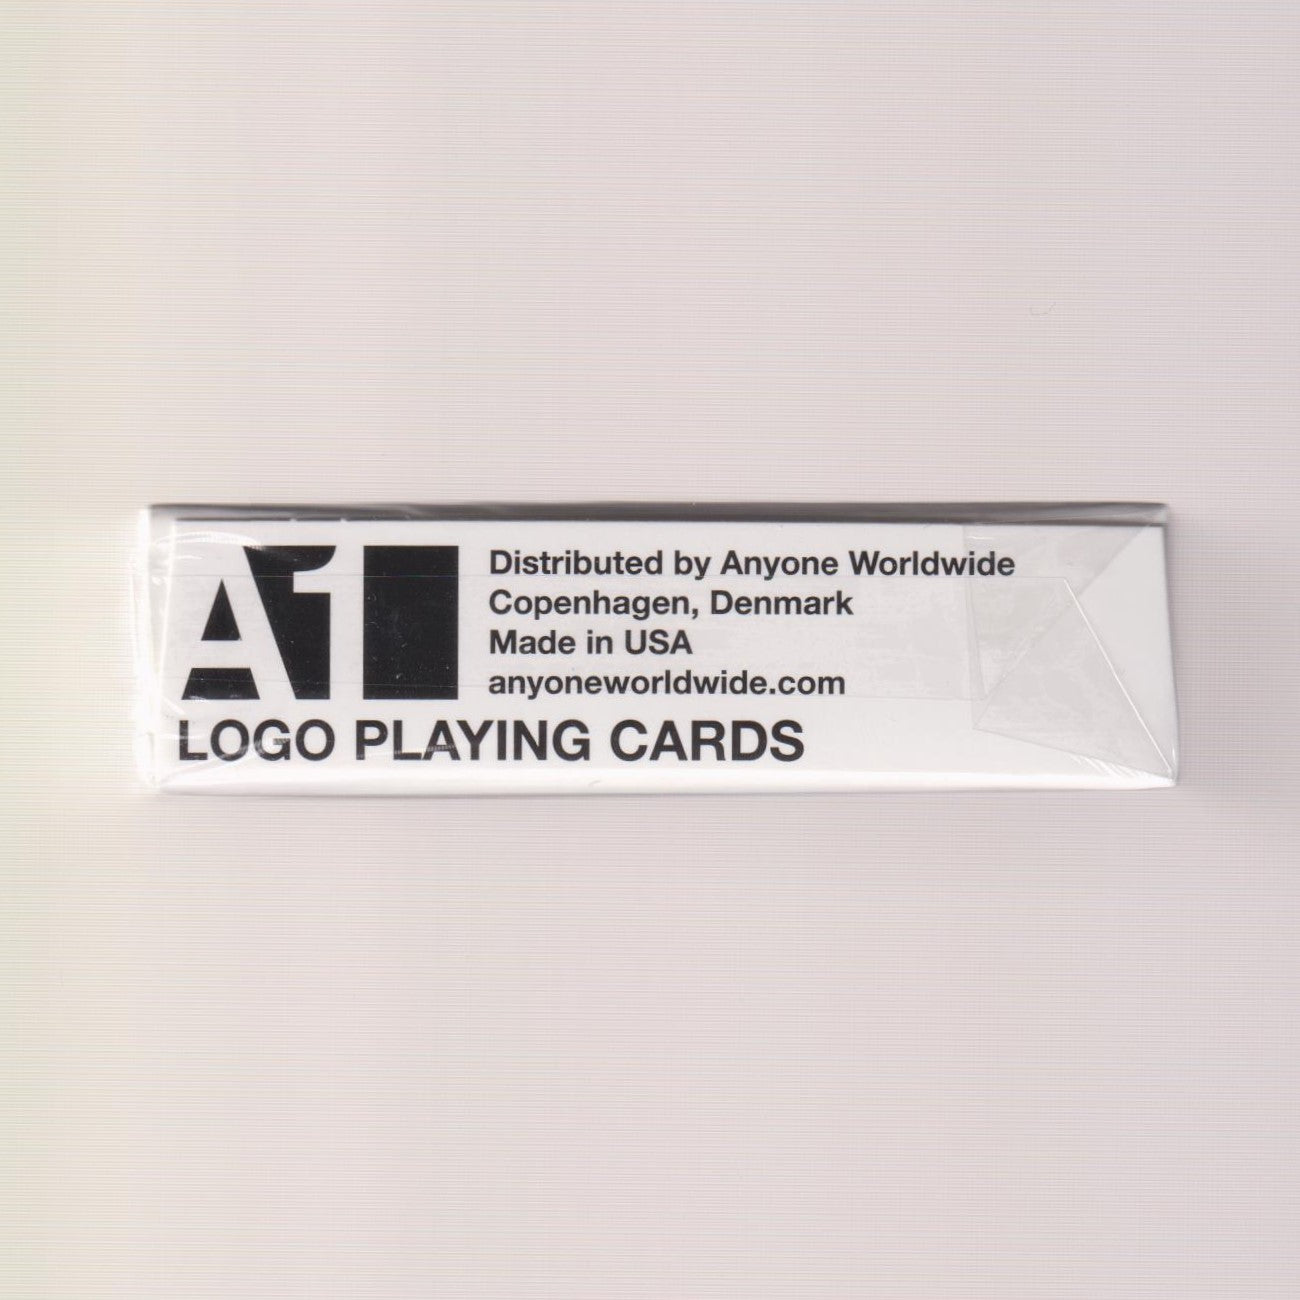 A1
Distributed by Anyone Worldwide
Copenhagen, Denmark
Made in USA
anyoneworldwide.com
LOGO PLAYING CARDS